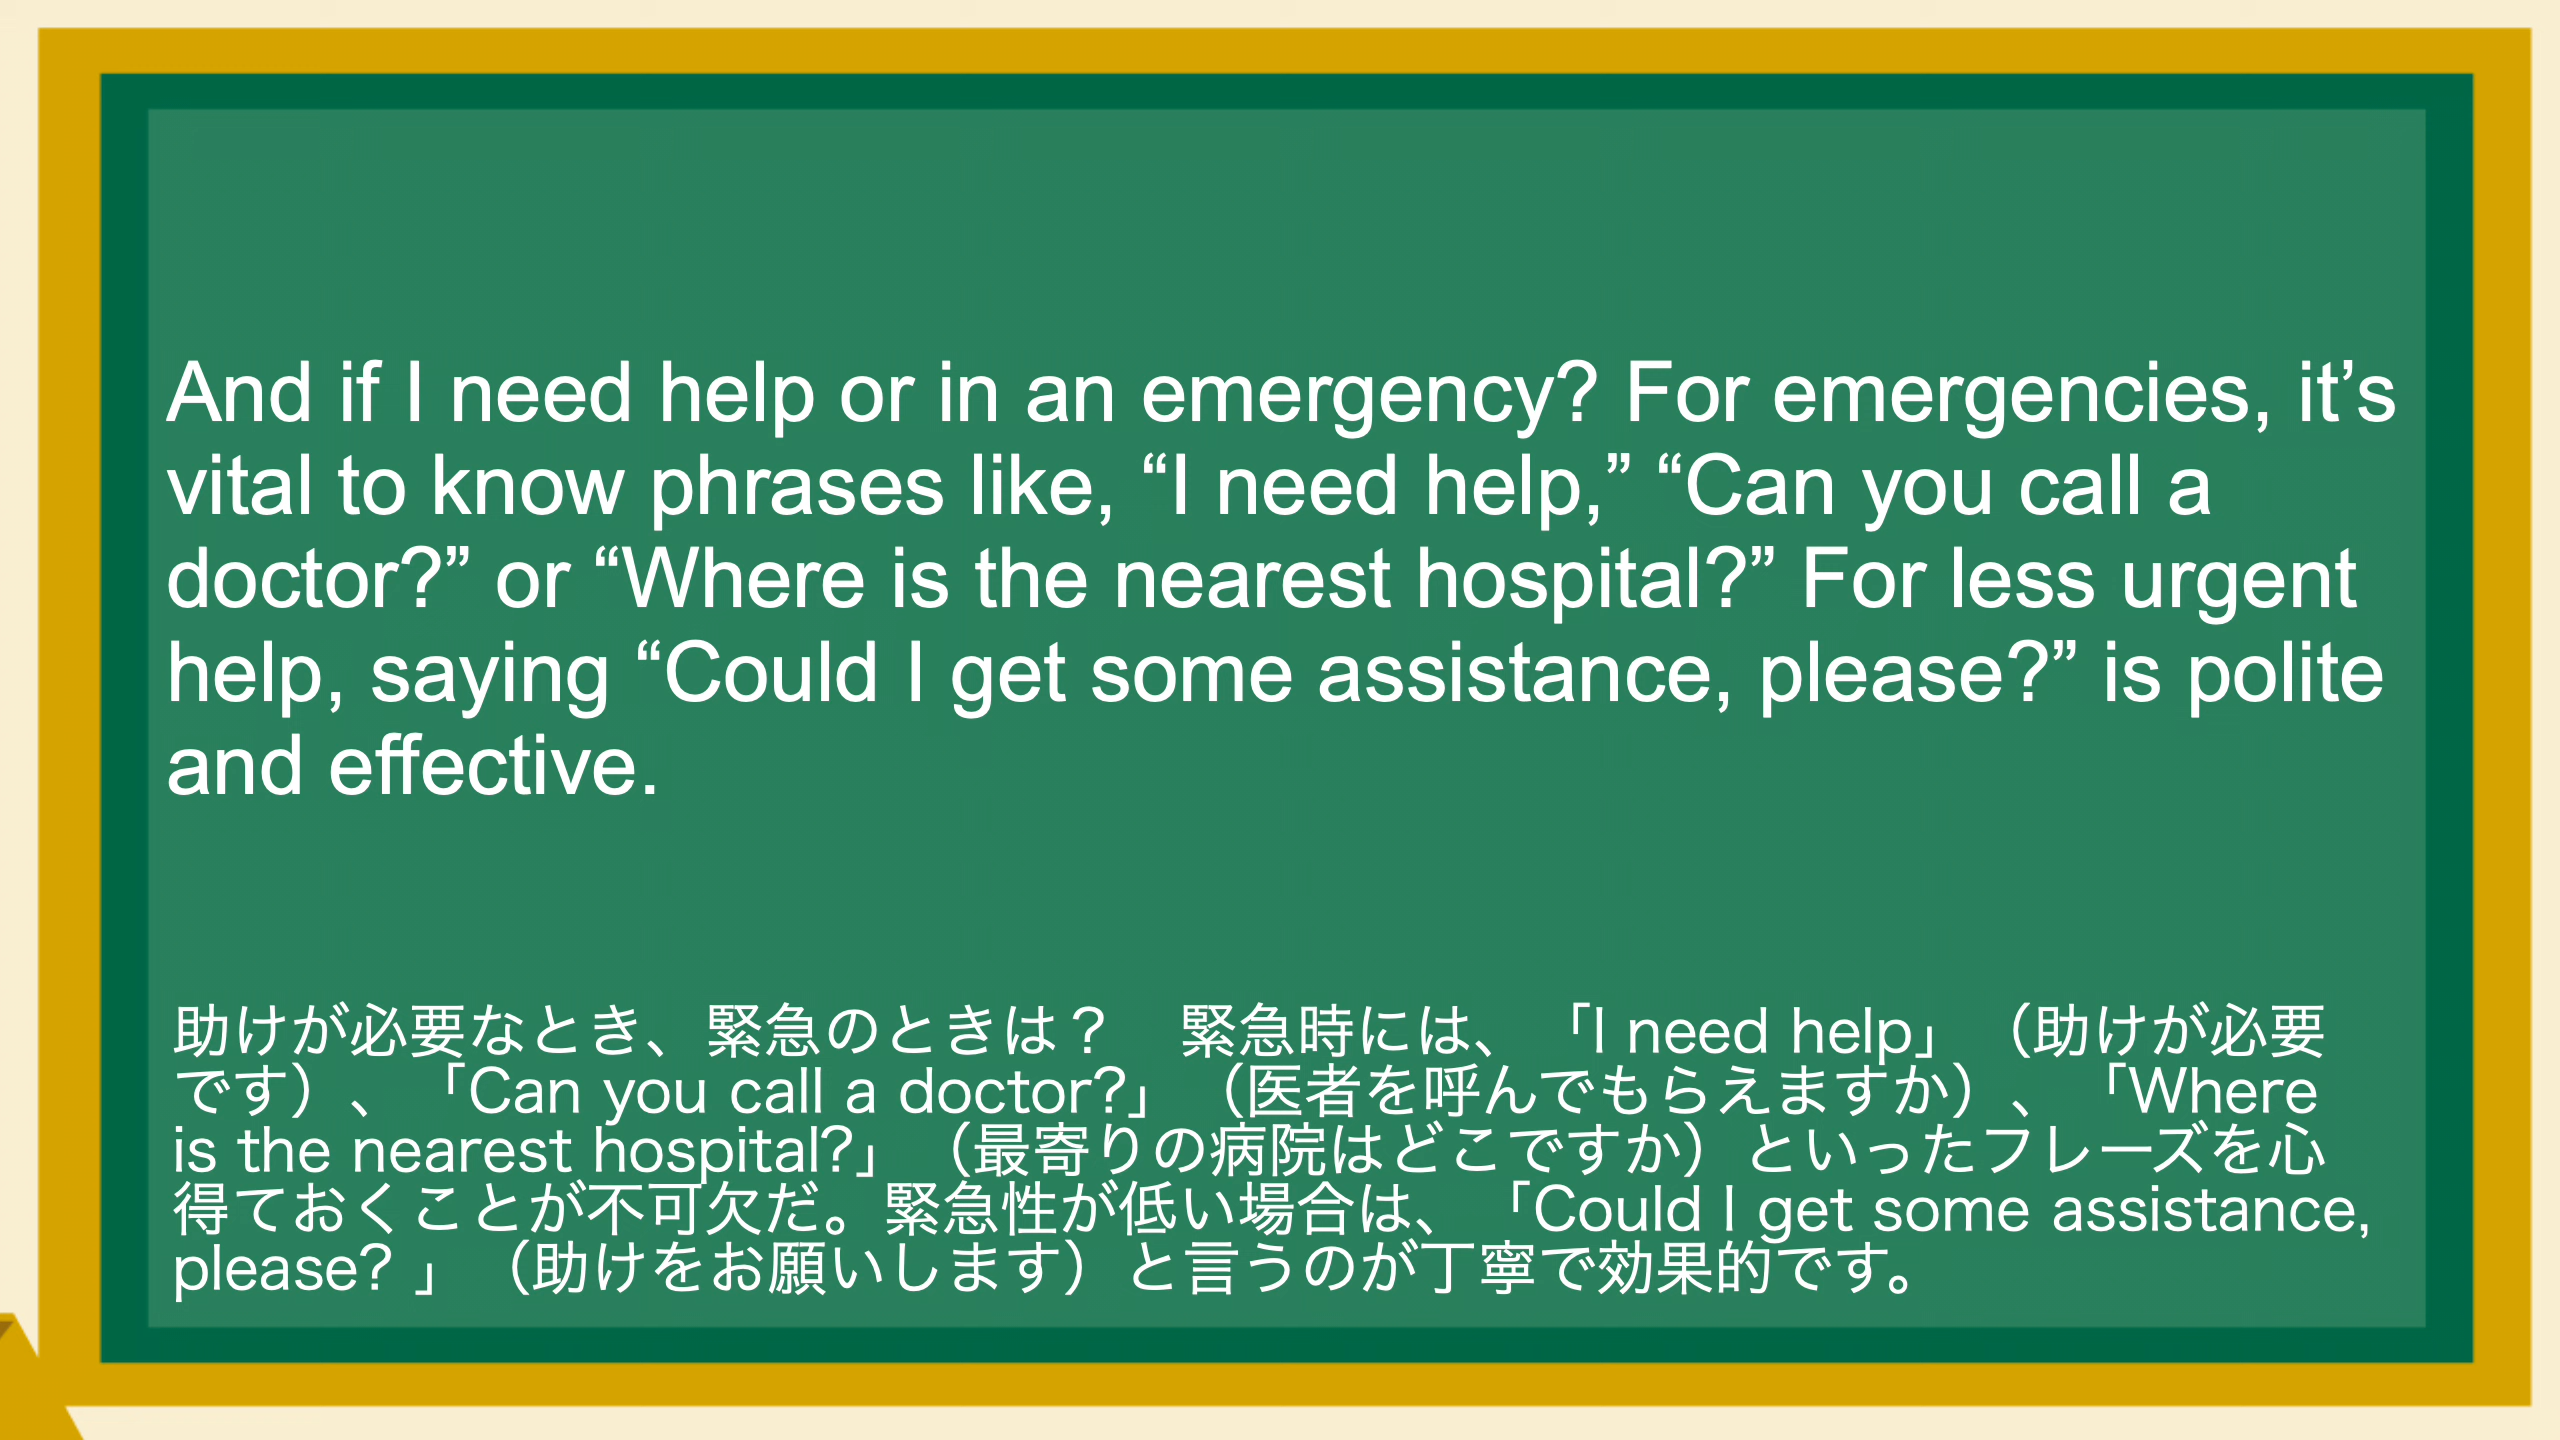 And if I need help or in an emergency? For emergencies, it’s
vital to know phrases like, “I need help,” “Can you call a
doctor?” or “Where is the nearest hospital?” For less urgent
help, saying “Could I get some assistance, please?” is polite
and effective.
助けが必要なとき、緊急のときは？　緊急時には、「I need help」（助けが必要
です）、「Can you call a doctor?」（医者を呼んでもらえますか）、「Where
is the nearest hospital?」（最寄りの病院はどこですか）といったフレーズを心
得ておくことが不可欠だ。緊急性が低い場合は、「Could I get some assistance,
please? 」（助けをお願いします）と言うのが丁寧で効果的です。